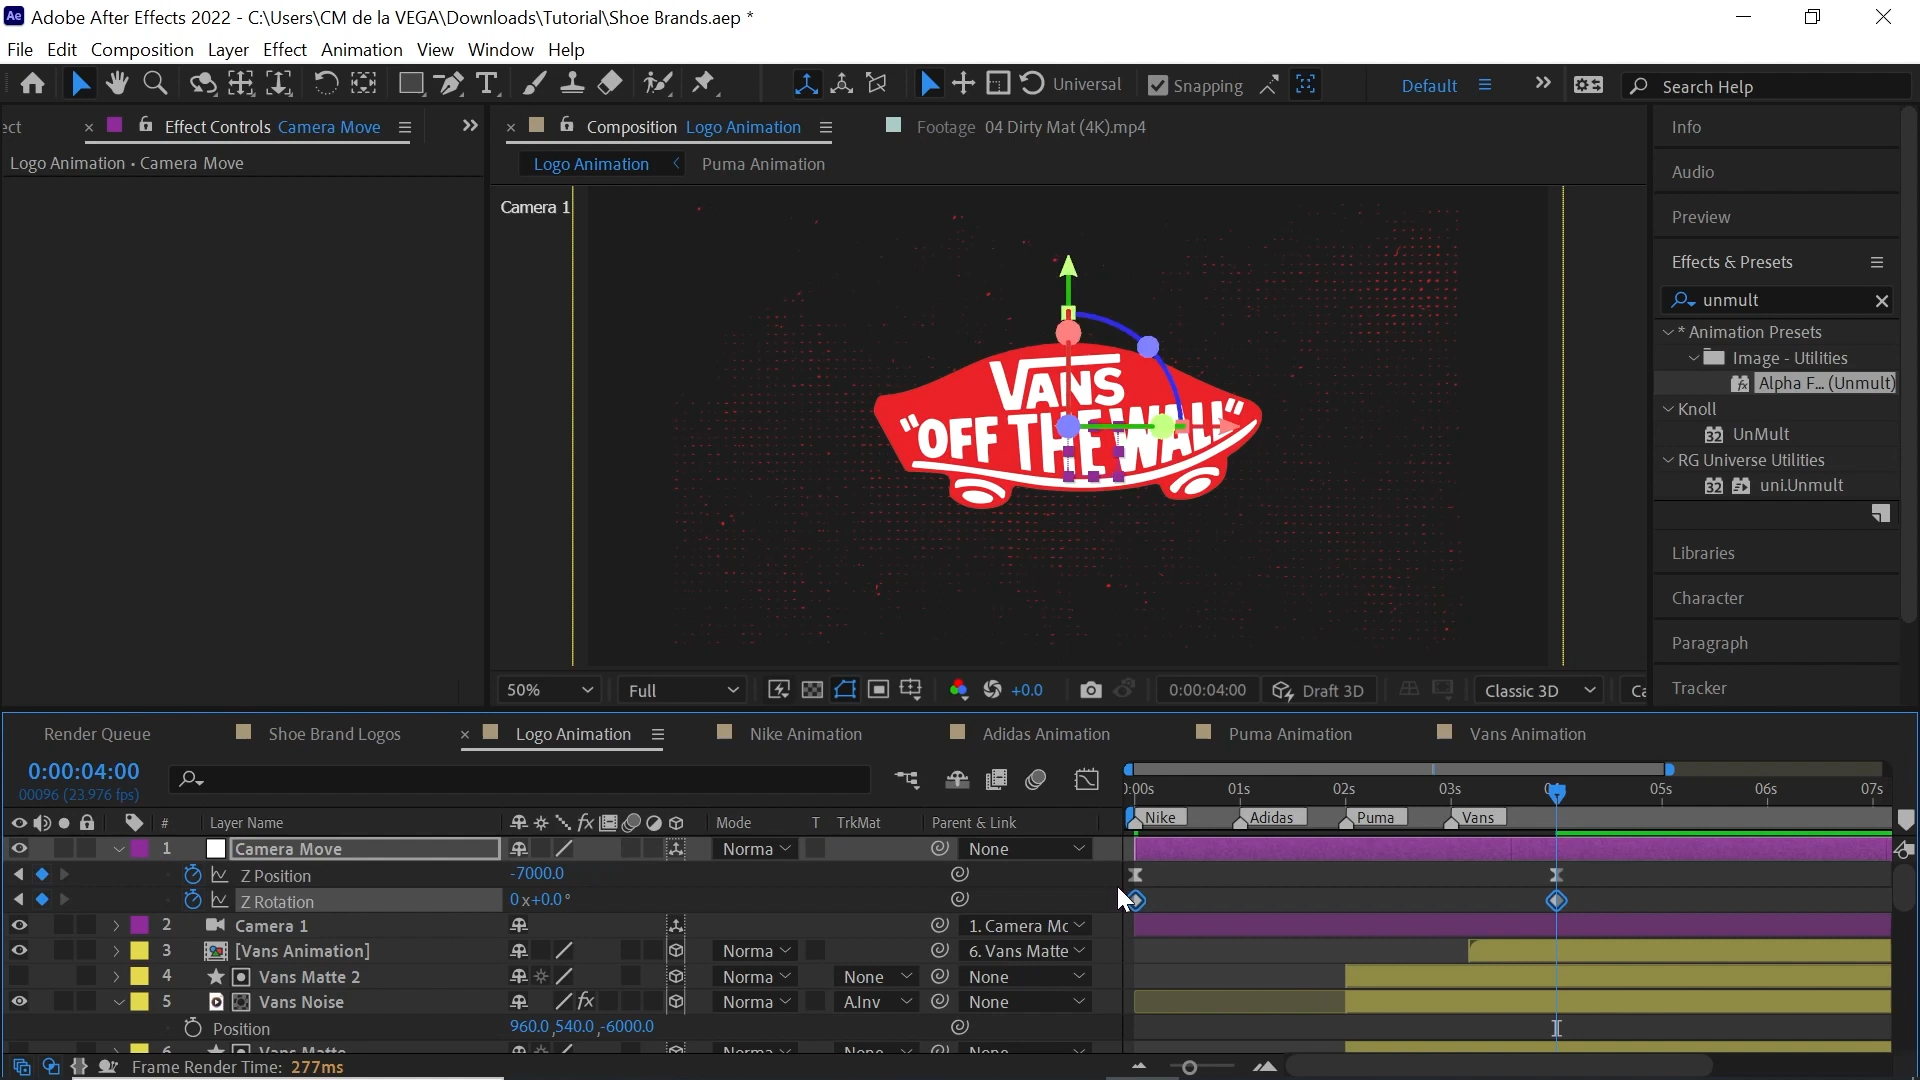 Ae Adobe After Effects 2022 - C:\Users\CM de la VEGA\Downloads\Tutorial\Shoe Brands.aep *
File Edit Composition Layer Effect Animation View Window Help
Universal Snapping Default Search Help
ect Effect Controls Camera Move
Composition Logo Animation Footage 04 Dirty Mat (4K).mp4
Logo Animation • Camera Move
Logo Animation Puma Animation
Camera 1
VANS
"OFF THE WALL"
50% Full +0.0 0:00:04:00 Draft 3D Classic 3D Ca
Info
Audio
Preview
Effects & Presets
unmult
* Animation Presets
Image - Utilities
Alpha F... (Unmult)
Knoll
32 UnMult
RG Universe Utilities
32 uni.Unmult
Libraries
Character
Paragraph
Tracker
Render Queue Shoe Brand Logos Logo Animation Nike Animation Adidas Animation Puma Animation Vans Animation
0:00:04:00
00096 (23.976 fps)
):00s 01s 02s 03s 05s 06s 07s
# Layer Name Mode T TrkMat Parent & Link
Nike Adidas Puma Vans
1 Camera Move Norma None
Z Position -7000.0
Z Rotation 0x+0.0°
2 Camera 1 1. Camera Mc
3 [Vans Animation] Norma 6. Vans Matte
4 Vans Matte 2 Norma None None
5 Vans Noise fx Norma A.Inv None
Position 960.0,540.0,-6000.0
Frame Render Time: 277ms